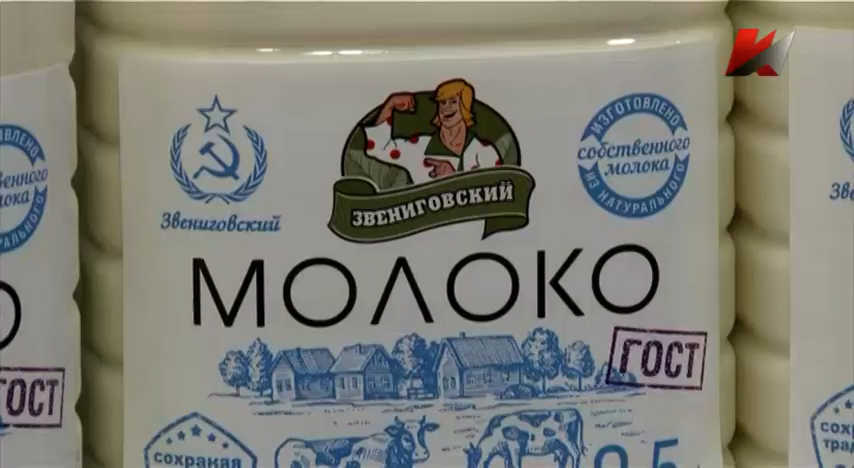 Звениговский
ЗВЕНИГОВСКИЙ
ИЗГОТОВЛЕНО
собственного
молока
ИЗ НАТУРАЛЬНОГО
МОЛОКО
ГОСТ
сохраняя
ГОСТ